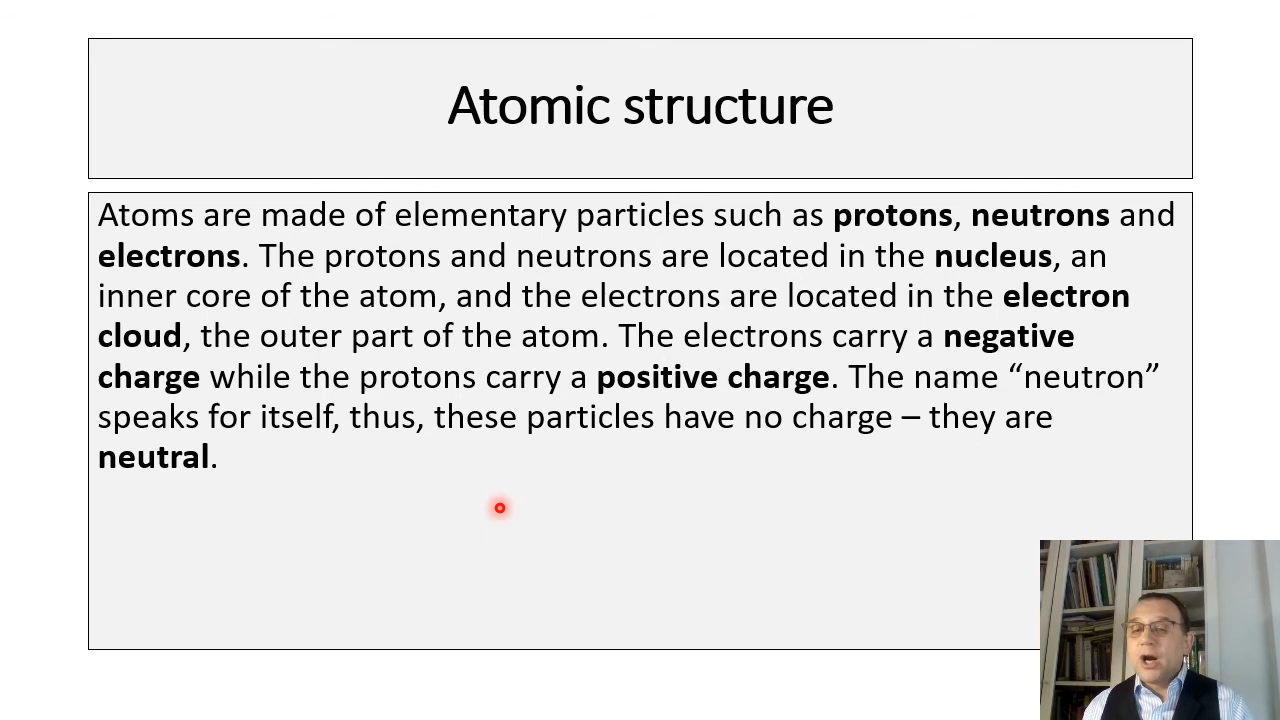 Atomic structure
Atoms are made of elementary particles such as protons, neutrons and
electrons. The protons and neutrons are located in the nucleus, an
inner core of the atom, and the electrons are located in the electron
cloud, the outer part of the atom. The electrons carry a negative
charge while the protons carry a positive charge. The name “neutron”
speaks for itself, thus, these particles have no charge – they are
neutral.